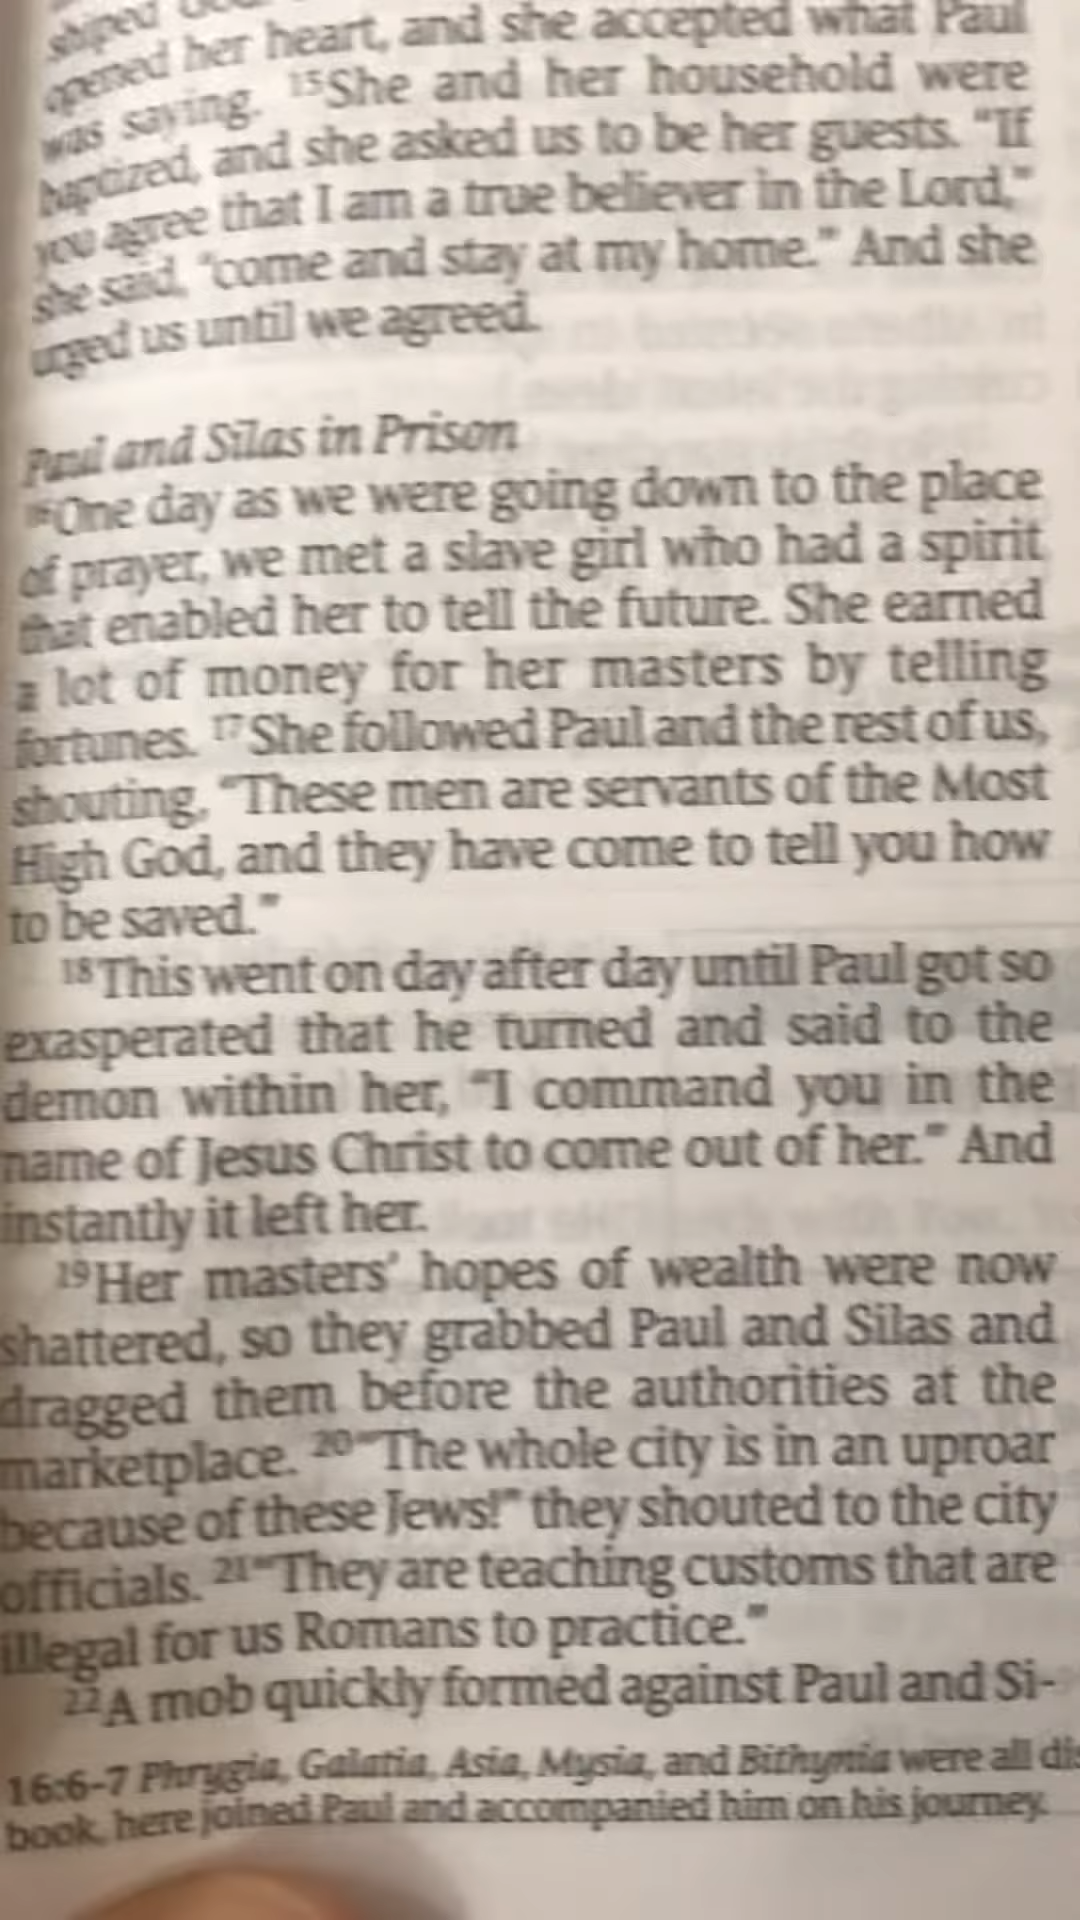 shiped God.
opened her heart, and she accepted what Paul
was saying. 15She and her household were
baptized, and she asked us to be her guests. “If
you agree that I am a true believer in the Lord,”
she said, “come and stay at my home.” And she
urged us until we agreed.
Paul and Silas in Prison
16One day as we were going down to the place
of prayer, we met a slave girl who had a spirit
that enabled her to tell the future. She earned
a lot of money for her masters by telling
fortunes. 17She followed Paul and the rest of us,
shouting, “These men are servants of the Most
High God, and they have come to tell you how
to be saved.”
18This went on day after day until Paul got so
exasperated that he turned and said to the
demon within her, “I command you in the
name of Jesus Christ to come out of her.” And
instantly it left her.
19Her masters’ hopes of wealth were now
shattered, so they grabbed Paul and Silas and
dragged them before the authorities at the
marketplace. 20“The whole city is in an uproar
because of these Jews!” they shouted to the city
officials. 21“They are teaching customs that are
illegal for us Romans to practice.”
22A mob quickly formed against Paul and Si-
16:6–7 Phrygia, Galatia, Asia, Mysia, and Bithynia were all dis
book, here joined Paul and accompanied him on his journey.